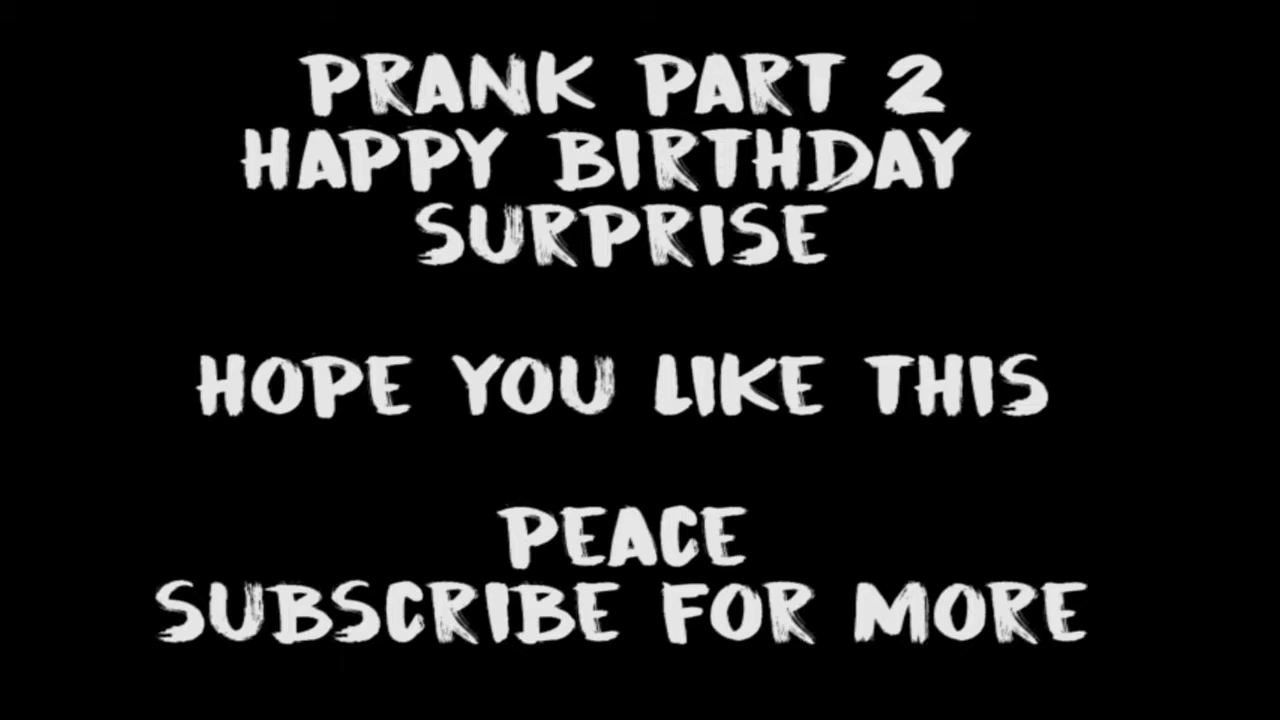 PRANK PART 2
HAPPY BIRTHDAY
SURPRISE
HOPE YOU LIKE THIS
PEACE
SUBSCRIBE FOR MORE